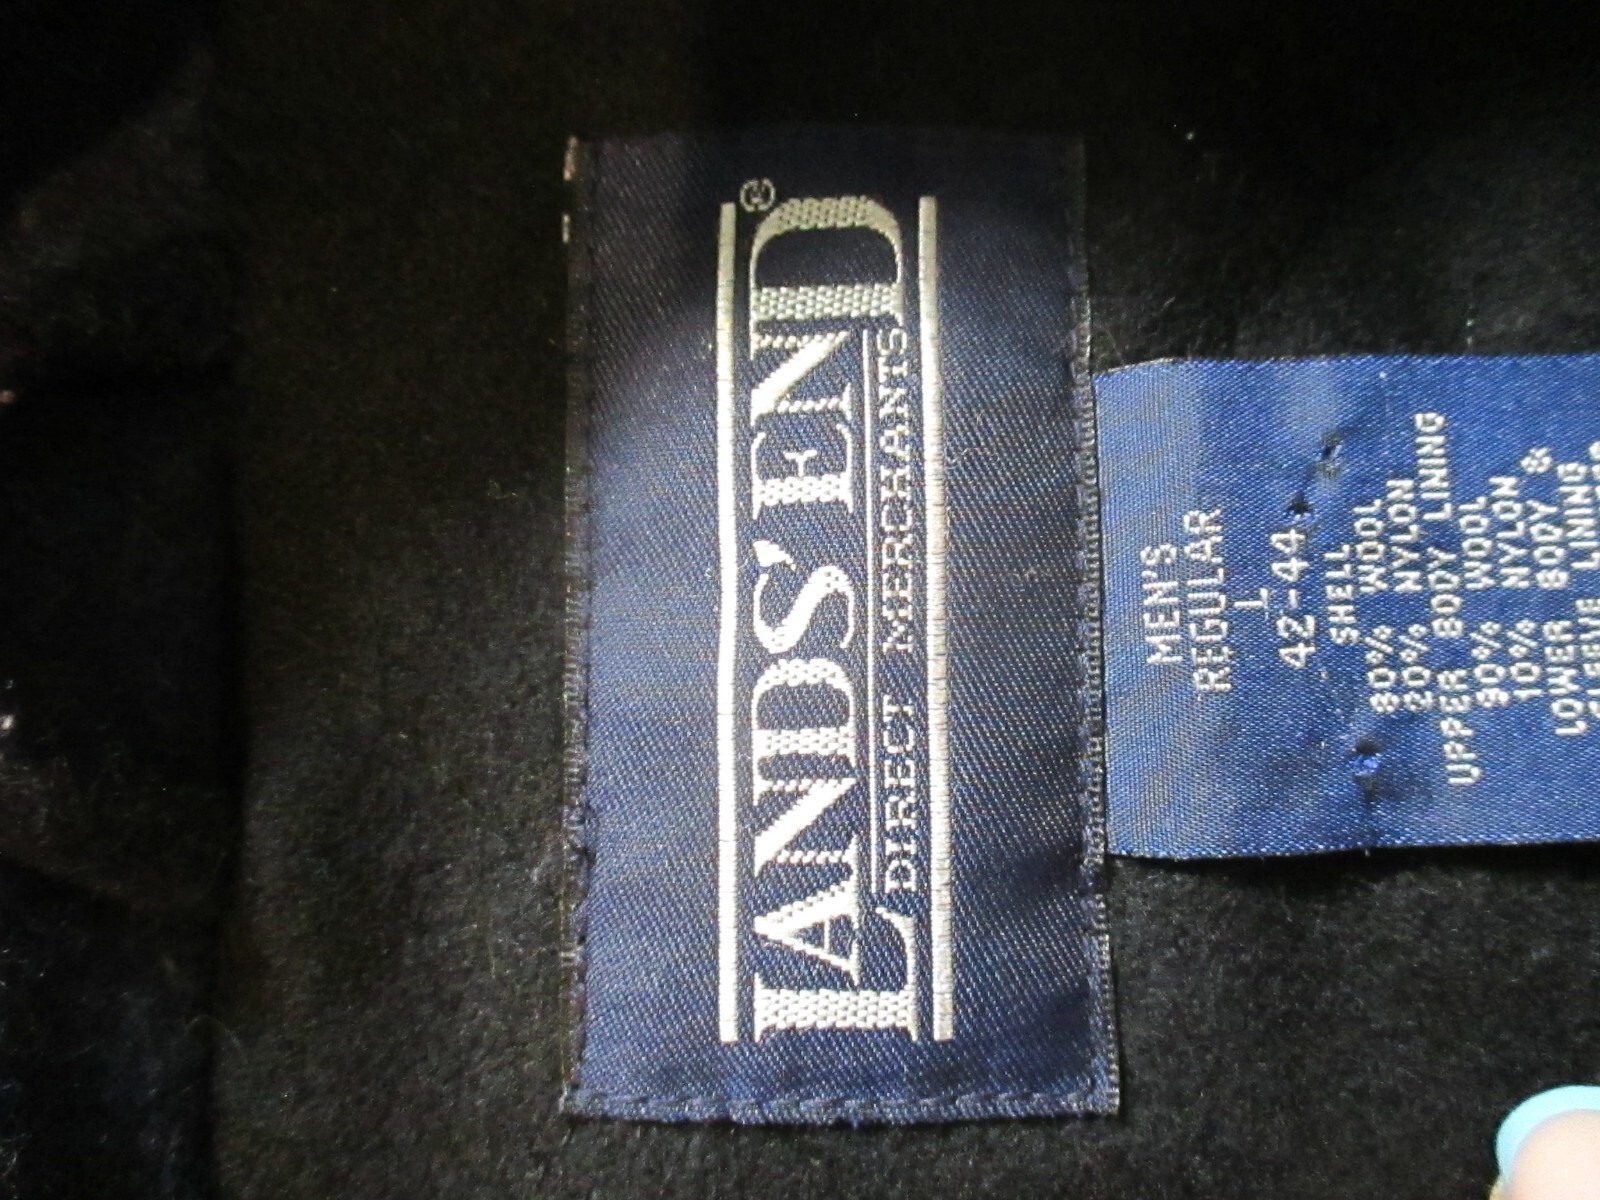 LANDS' END®
DIRECT MERCHANTS
MEN'S
REGULAR
L
42-44
SHELL
80% WOOL
20% NYLON
UPPER BODY LINING
90% WOOL
10% NYLON
LOWER BODY &
LINING